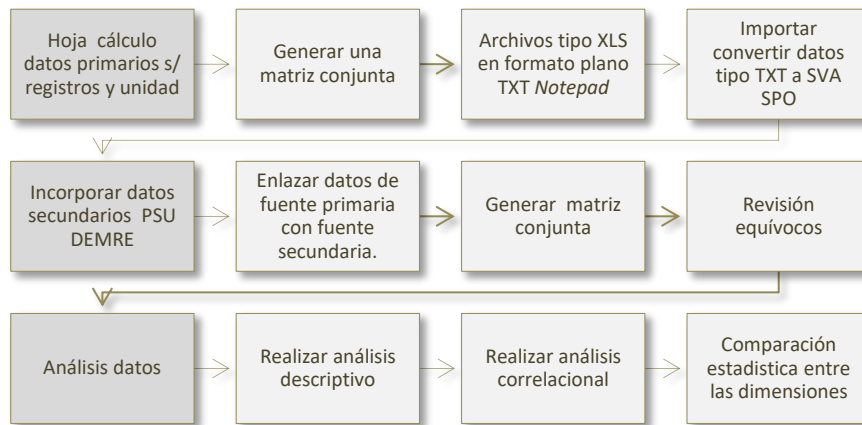 Hoja cálculo
datos primarios s/
registros y unidad
Generar una
matriz conjunta
Archivos tipo XLS
en formato plano
TXT Notepad
Importar
convertir datos
tipo TXT a SVA
SPO
Incorporar datos
secundarios PSU
DEMRE
Enlazar datos de
fuente primaria
con fuente
secundaria.
Generar matriz
conjunta
Revisión
equívocos
Análisis datos
Realizar análisis
descriptivo
Realizar análisis
correlacional
Comparación
estadistica entre
las dimensiones